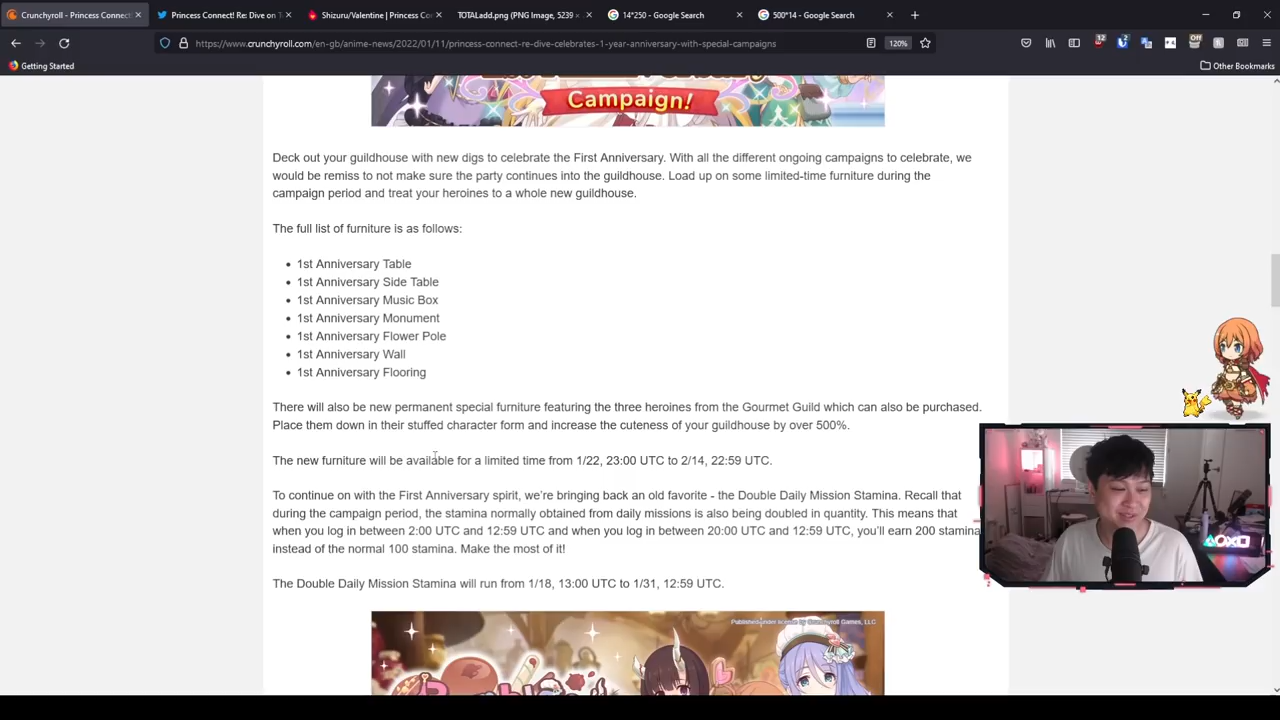 Crunchyroll - Princess Connect!
Princess Connect! Re: Dive on T
Shizuru/Valentine | Princess Con
TOTALadd.png (PNG Image, 5239 ×
14*250 - Google Search
500*14 - Google Search
https://www.crunchyroll.com/en-gb/anime-news/2022/01/11/princess-connect-re-dive-celebrates-1-year-anniversary-with-special-campaigns
120%
Getting Started
Other Bookmarks
Campaign!
Deck out your guildhouse with new digs to celebrate the First Anniversary. With all the different ongoing campaigns to celebrate, we
would be remiss to not make sure the party continues into the guildhouse. Load up on some limited-time furniture during the
campaign period and treat your heroines to a whole new guildhouse.
The full list of furniture is as follows:
1st Anniversary Table
1st Anniversary Side Table
1st Anniversary Music Box
1st Anniversary Monument
1st Anniversary Flower Pole
1st Anniversary Wall
1st Anniversary Flooring
There will also be new permanent special furniture featuring the three heroines from the Gourmet Guild which can also be purchased.
Place them down in their stuffed character form and increase the cuteness of your guildhouse by over 500%.
The new furniture will be available for a limited time from 1/22, 23:00 UTC to 2/14, 22:59 UTC.
To continue on with the First Anniversary spirit, we're bringing back an old favorite - the Double Daily Mission Stamina. Recall that
during the campaign period, the stamina normally obtained from daily missions is also being doubled in quantity. This means that
when you log in between 2:00 UTC and 12:59 UTC and when you log in between 20:00 UTC and 12:59 UTC, you'll earn 200 stamina
instead of the normal 100 stamina. Make the most of it!
The Double Daily Mission Stamina will run from 1/18, 13:00 UTC to 1/31, 12:59 UTC.
Published under license by Crunchyroll Games, LLC